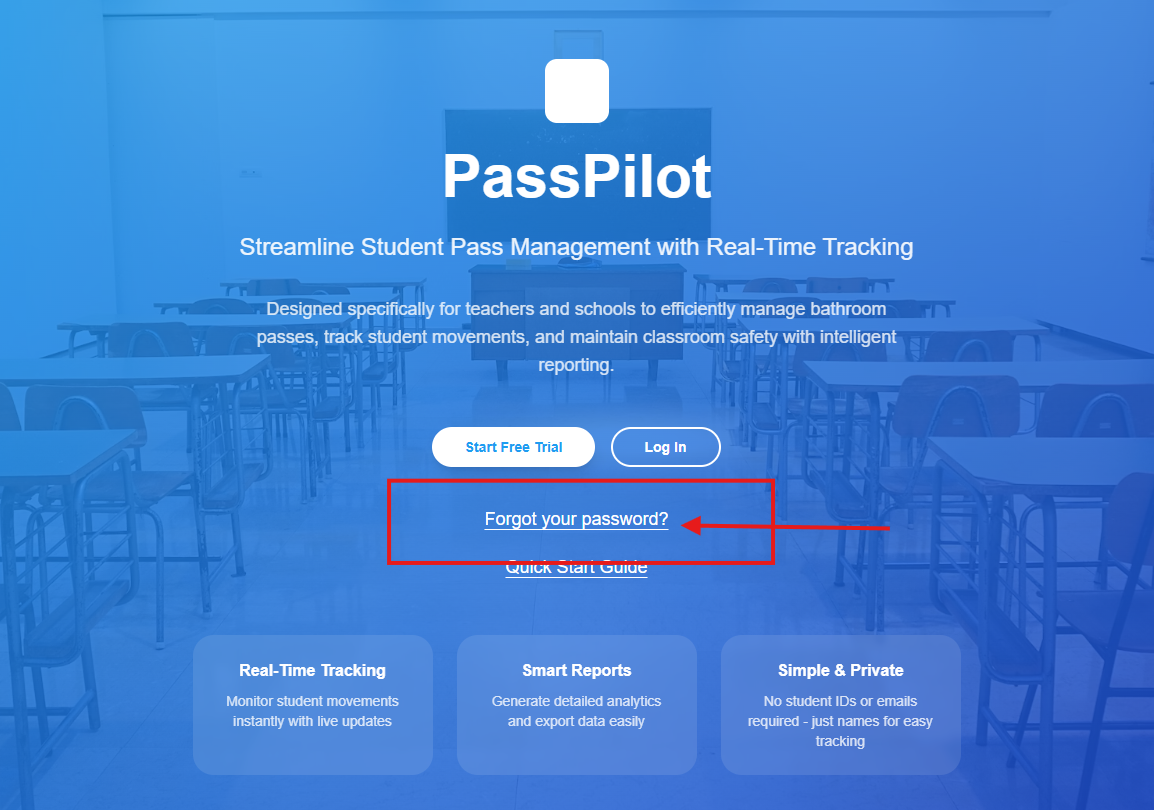 PassPilot
Streamline Student Pass Management with Real-Time Tracking
Designed specifically for teachers and schools to efficiently manage bathroom
passes, track student movements, and maintain classroom safety with intelligent
reporting.
Start Free Trial
Log In
Forgot your password?
Quick Start Guide
Real-Time Tracking
Monitor student movements
instantly with live updates
Smart Reports
Generate detailed analytics
and export data easily
Simple & Private
No student IDs or emails
required - just names for easy
tracking